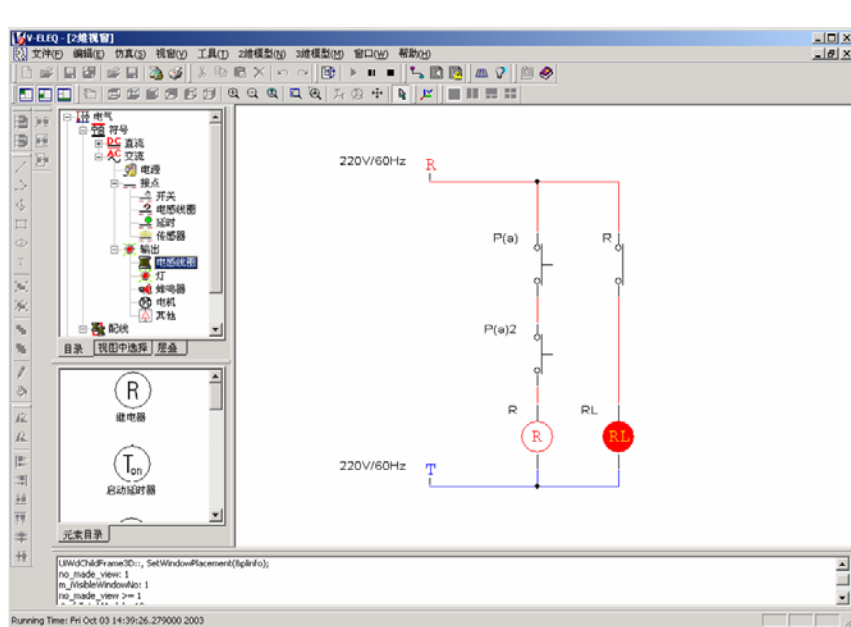 V-ELEQ - [2维视窗]
文件(F) 编辑(E) 仿真(S) 视窗(V) 工具(T) 2维模型(N) 3维模型(M) 窗口(W) 帮助(H)
电气
符号
DC 直流
AC 交流
电源
接点
开关
电感线圈
延时
传感器
输出
电感线圈
灯
蜂鸣器
电机
其他
配线
目录 视图中选择 层叠
R
继电器
Ton
启动延时器
元素目录
220V/60Hz R
P(a) R
P(a)2
R RL
R RL
220V/60Hz T
UIWdChildFrame3D::, SetWindowPlacement(&plinfo);
no_made_view: 1
m_iVisibleWindowNo: 1
no_made_view >= 1
Running Time: Fri Oct 03 14:39:26.279000 2003